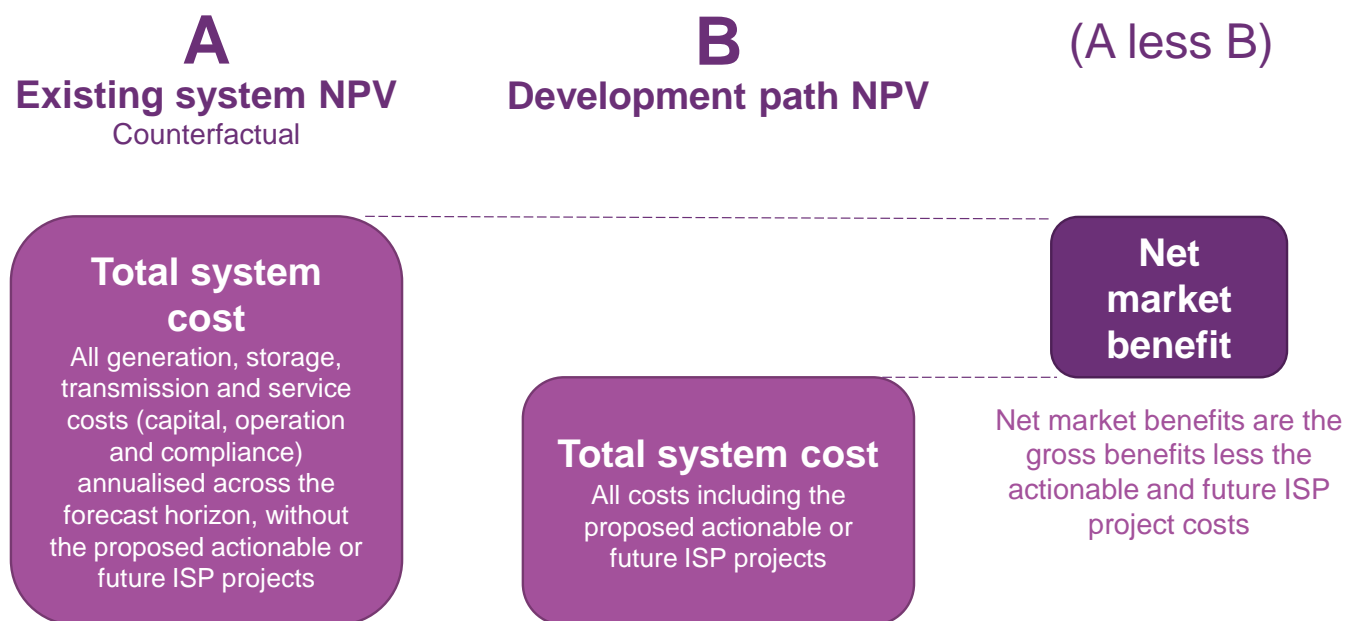 A
Existing system NPV
Counterfactual
Total system
cost
All generation, storage,
transmission and service
costs (capital, operation
and compliance)
annualised across the
forecast horizon, without
the proposed actionable or
future ISP projects
B
Development path NPV
Total system cost
All costs including the
proposed actionable or
future ISP projects
(A less B)
Net
market
benefit
Net market benefits are the
gross benefits less the
actionable and future ISP
project costs